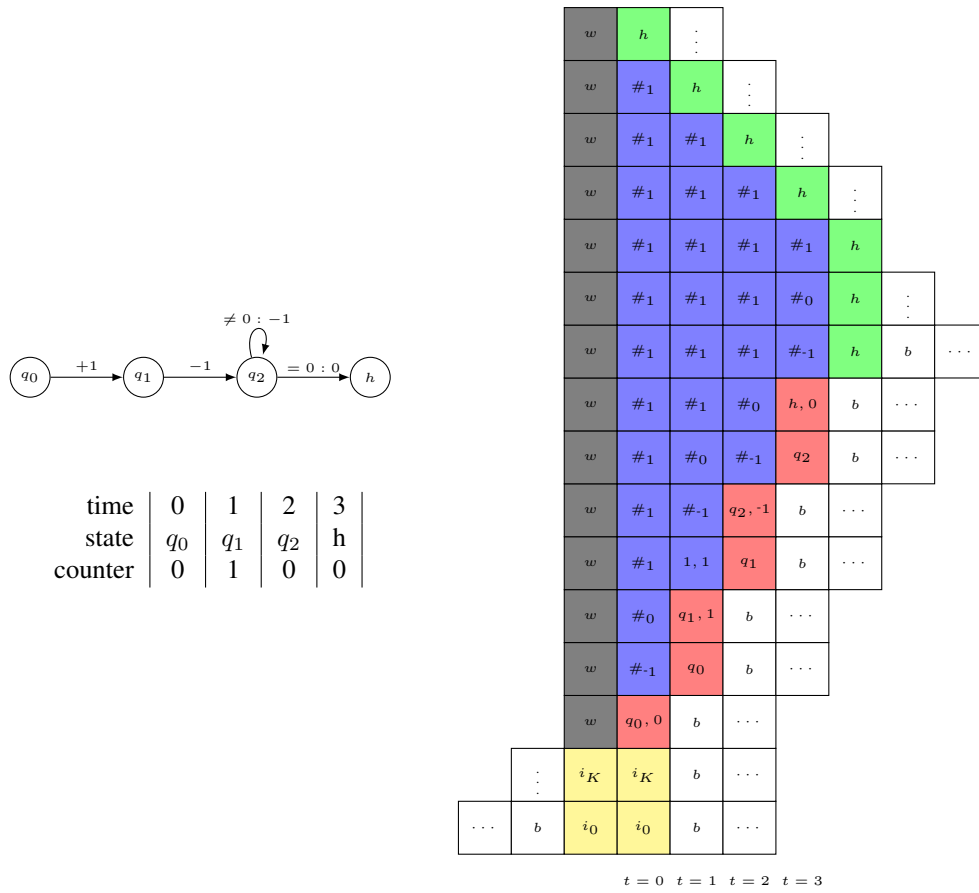 w h ⋮
w #₁ h ⋮
w #₁ #₁ h ⋮
w #₁ #₁ #₁ h ⋮
w #₁ #₁ #₁ #₁ h
w #₁ #₁ #₁ #₀ h ⋮
w #₁ #₁ #₁ #₋₁ h b ···
w #₁ #₁ #₀ h, 0 b ···
w #₁ #₀ #₋₁ q₂ b ···
w #₁ #₋₁ q₂, -1 b ···
w #₁ 1, 1 q₁ b ···
w #₀ q₁, 1 b ···
w #₋₁ q₀ b ···
w q₀, 0 b ···
⋮ i_K i_K b ···
··· b i₀ i₀ b ···
t = 0 t = 1 t = 2 t = 3
≠ 0 : −1
q₀ +1 q₁ −1 q₂ = 0 : 0 h
time 0 1 2 3
state q₀ q₁ q₂ h
counter 0 1 0 0